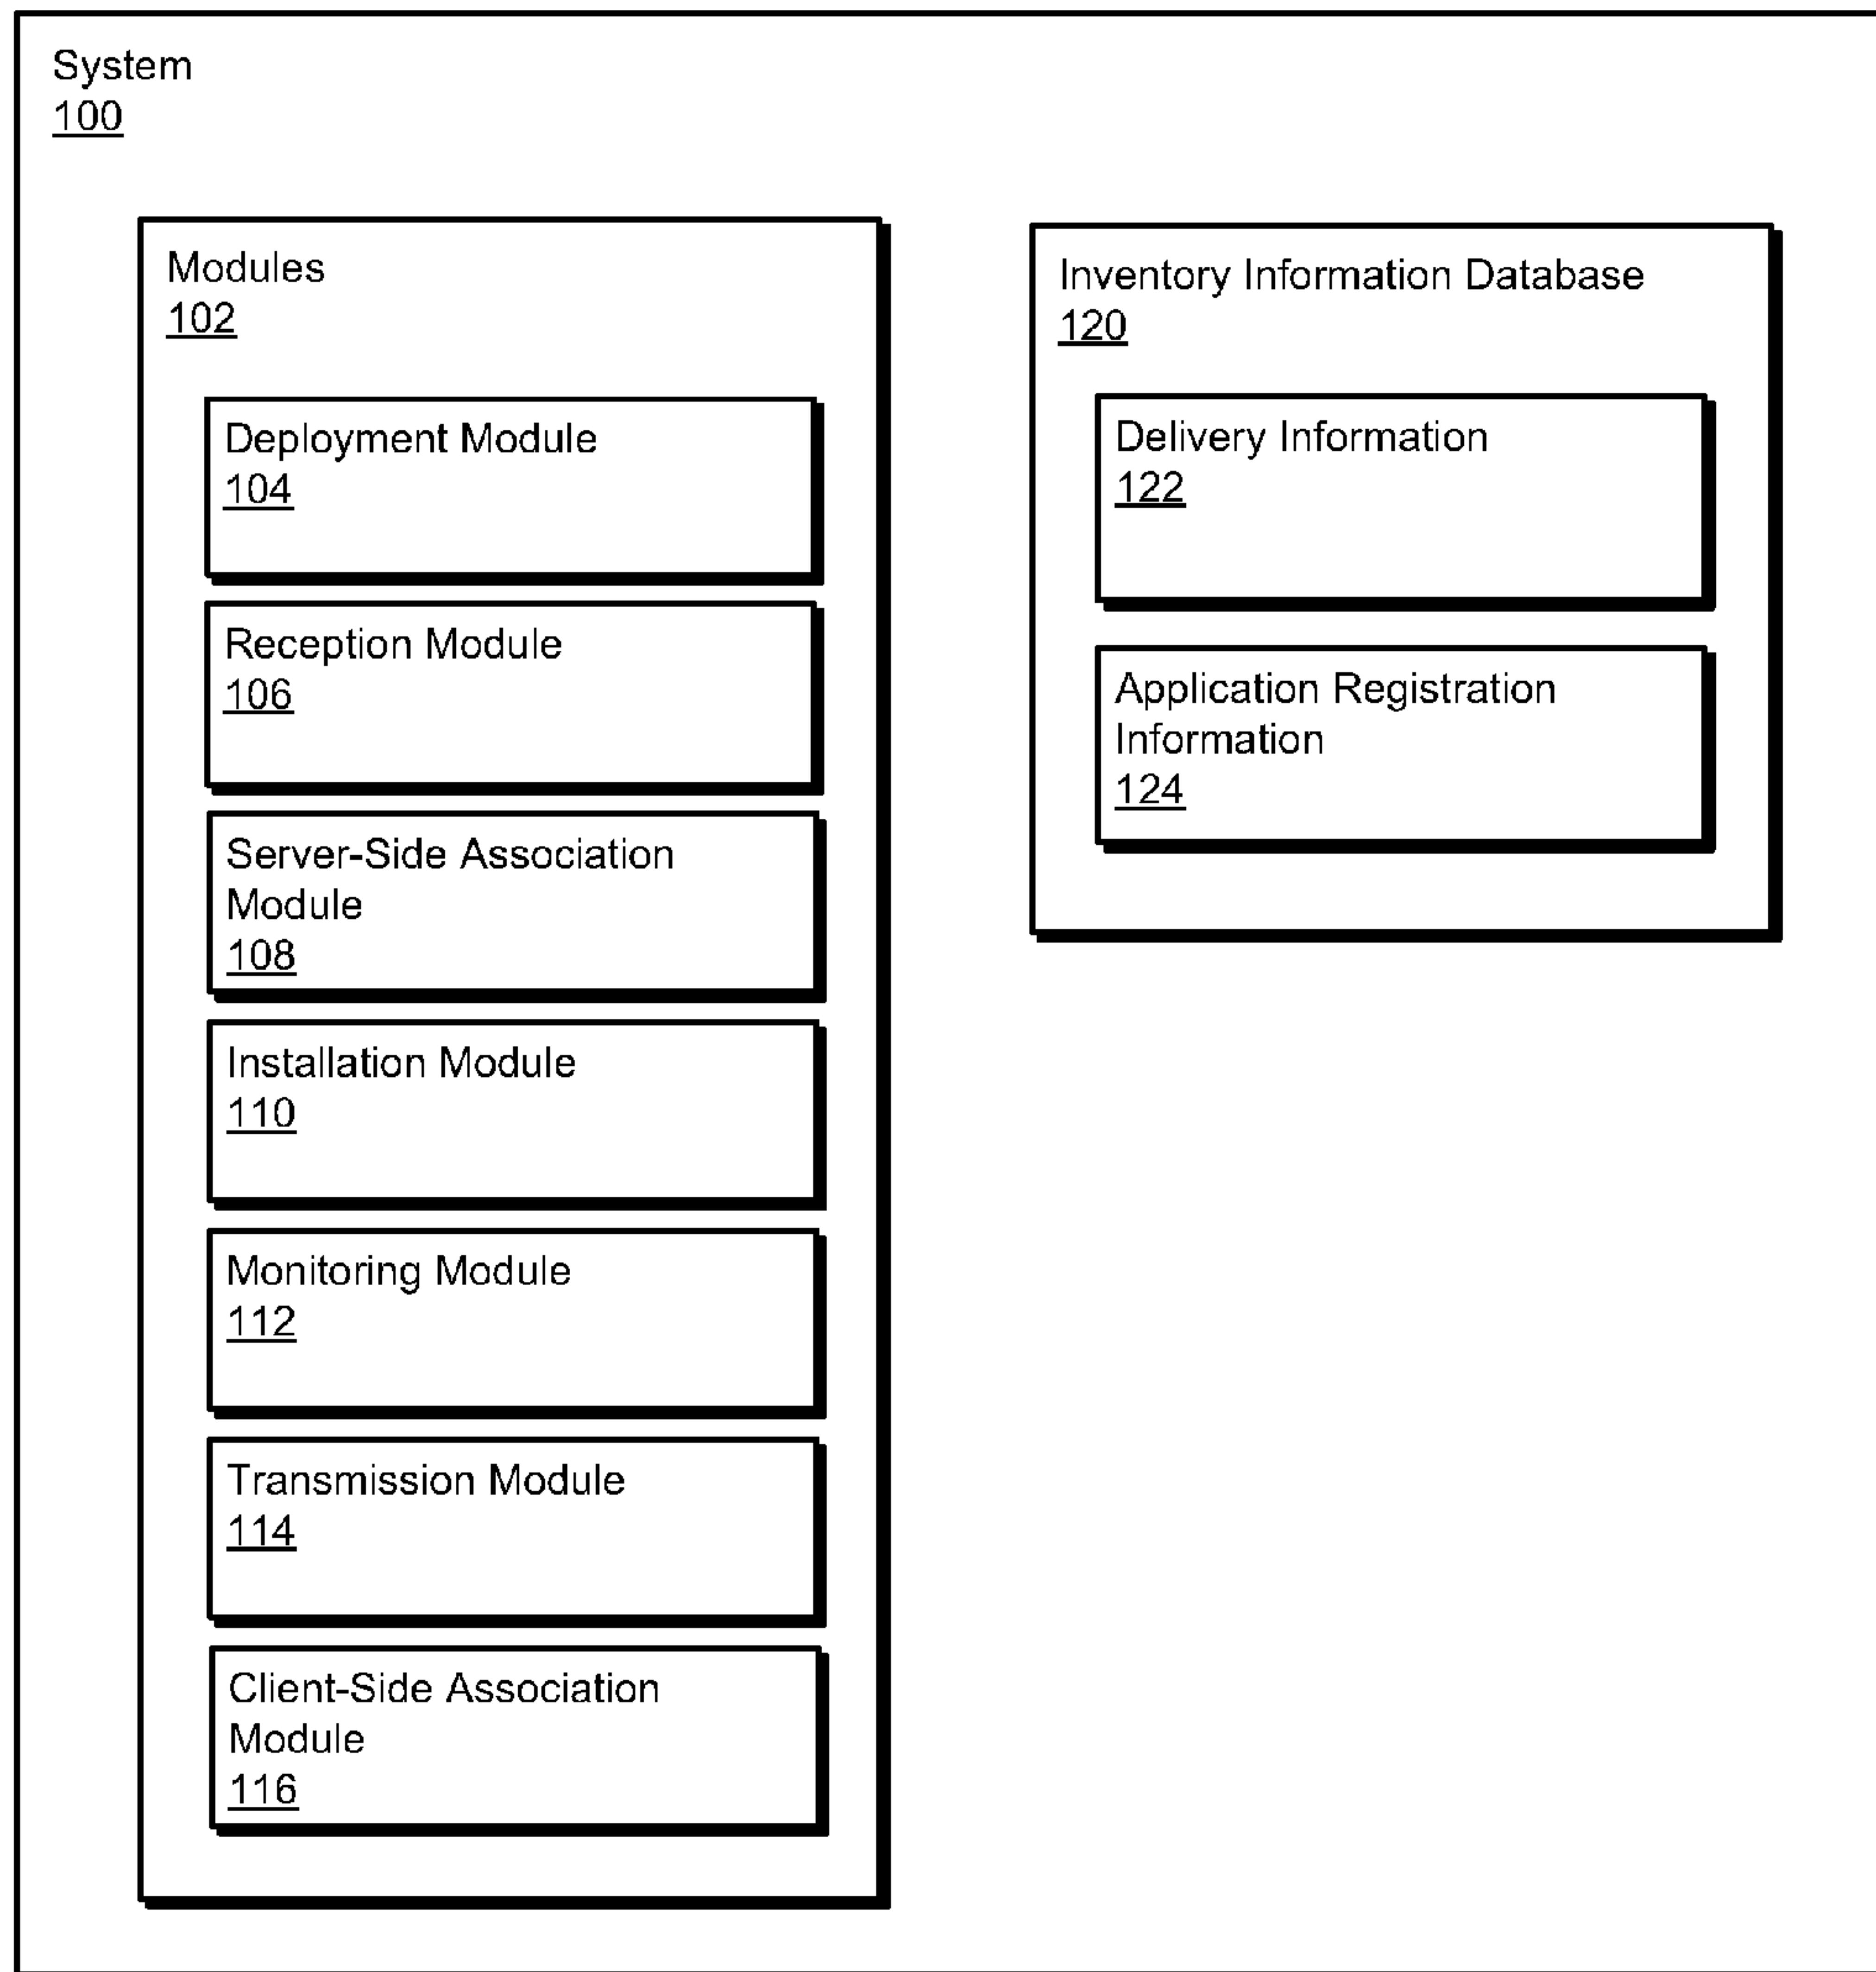 System
100
Modules
102
Deployment Module
104
Reception Module
106
Server-Side Association
Module
108
Installation Module
110
Monitoring Module
112
Transmission Module
114
Client-Side Association
Module
116
Inventory Information Database
120
Delivery Information
122
Application Registration
Information
124